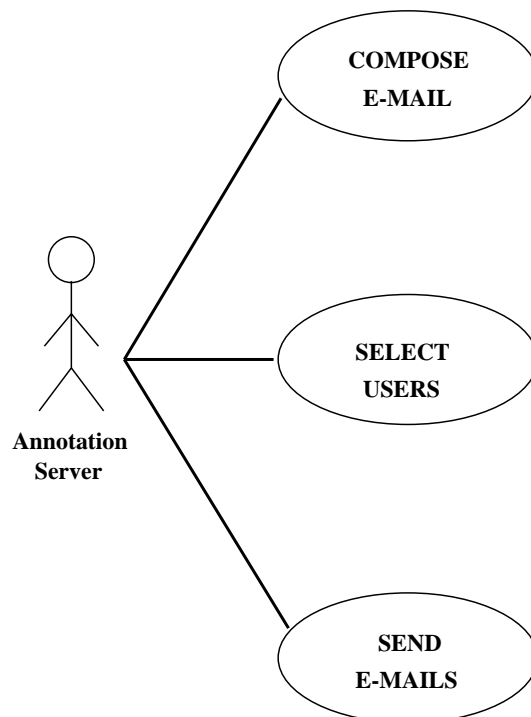 COMPOSE
E-MAIL
SELECT
USERS
Annotation
Server
SEND
E-MAILS